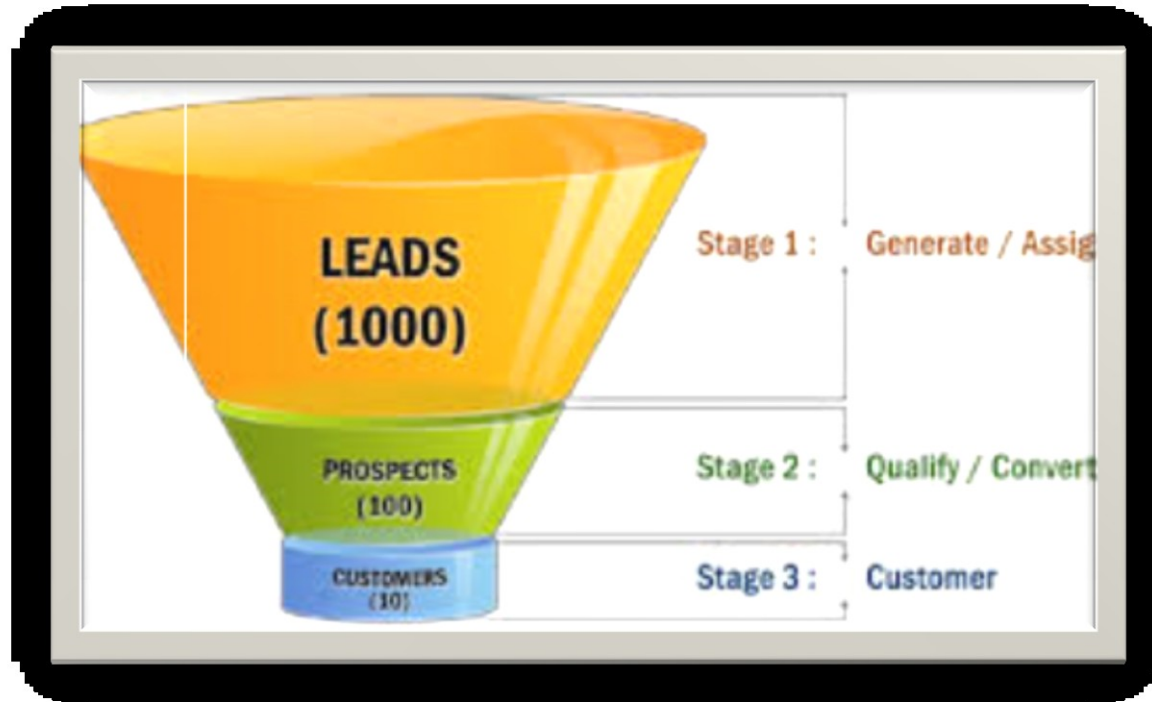 LEADS
(1000)
Stage 1 : Generate / Assig
PROSPECTS
(100)
Stage 2 : Qualify / Convert
CUSTOMERS
(10)
Stage 3 : Customer